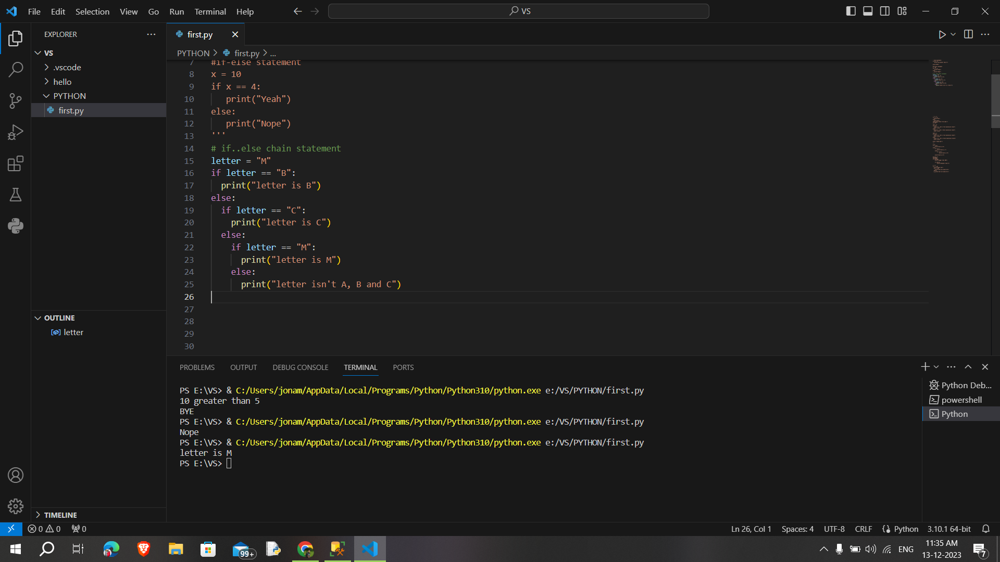 File Edit Selection View Go Run Terminal Help
VS
EXPLORER
VS
.vscode
hello
PYTHON
first.py
OUTLINE
letter
TIMELINE
first.py
PYTHON > first.py > ...
7 #if-else statement
8 x = 10
9 if x == 4:
10 print("Yeah")
11 else:
12 print("Nope")
13 '''
14 # if..else chain statement
15 letter = "M"
16 if letter == "B":
17 print("letter is B")
18 else:
19 if letter == "C":
20 print("letter is C")
21 else:
22 if letter == "M":
23 print("letter is M")
24 else:
25 print("letter isn't A, B and C")
26
27
28
29
30
PROBLEMS OUTPUT DEBUG CONSOLE TERMINAL PORTS
PS E:\VS> & C:/Users/jonam/AppData/Local/Programs/Python/Python310/python.exe e:/VS/PYTHON/first.py
10 greater than 5
BYE
PS E:\VS> & C:/Users/jonam/AppData/Local/Programs/Python/Python310/python.exe e:/VS/PYTHON/first.py
Nope
PS E:\VS> & C:/Users/jonam/AppData/Local/Programs/Python/Python310/python.exe e:/VS/PYTHON/first.py
letter is M
PS E:\VS>
Python Deb...
powershell
Python
0 0 0
Ln 26, Col 1 Spaces: 4 UTF-8 CRLF Python 3.10.1 64-bit
99+
ENG
11:35 AM
13-12-2023
7